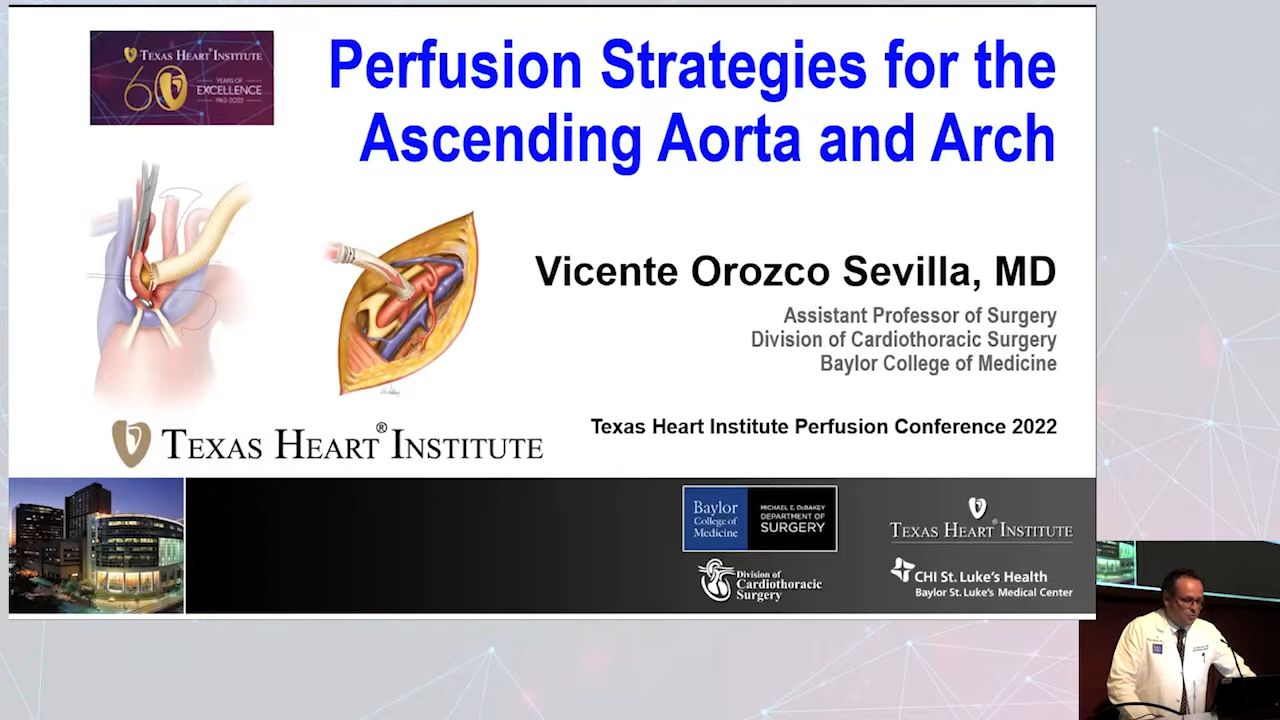 TEXAS HEART INSTITUTE
60 YEARS OF
EXCELLENCE
1962-2022
Perfusion Strategies for the
Ascending Aorta and Arch
Vicente Orozco Sevilla, MD
Assistant Professor of Surgery
Division of Cardiothoracic Surgery
Baylor College of Medicine
Texas Heart Institute Perfusion Conference 2022
TEXAS HEART® INSTITUTE
Baylor
College of
Medicine
MICHAEL E. DEBAKEY
DEPARTMENT OF
SURGERY
TEXAS HEART® INSTITUTE
Division of
Cardiothoracic
Surgery
CHI St. Luke's Health
Baylor St. Luke's Medical Center